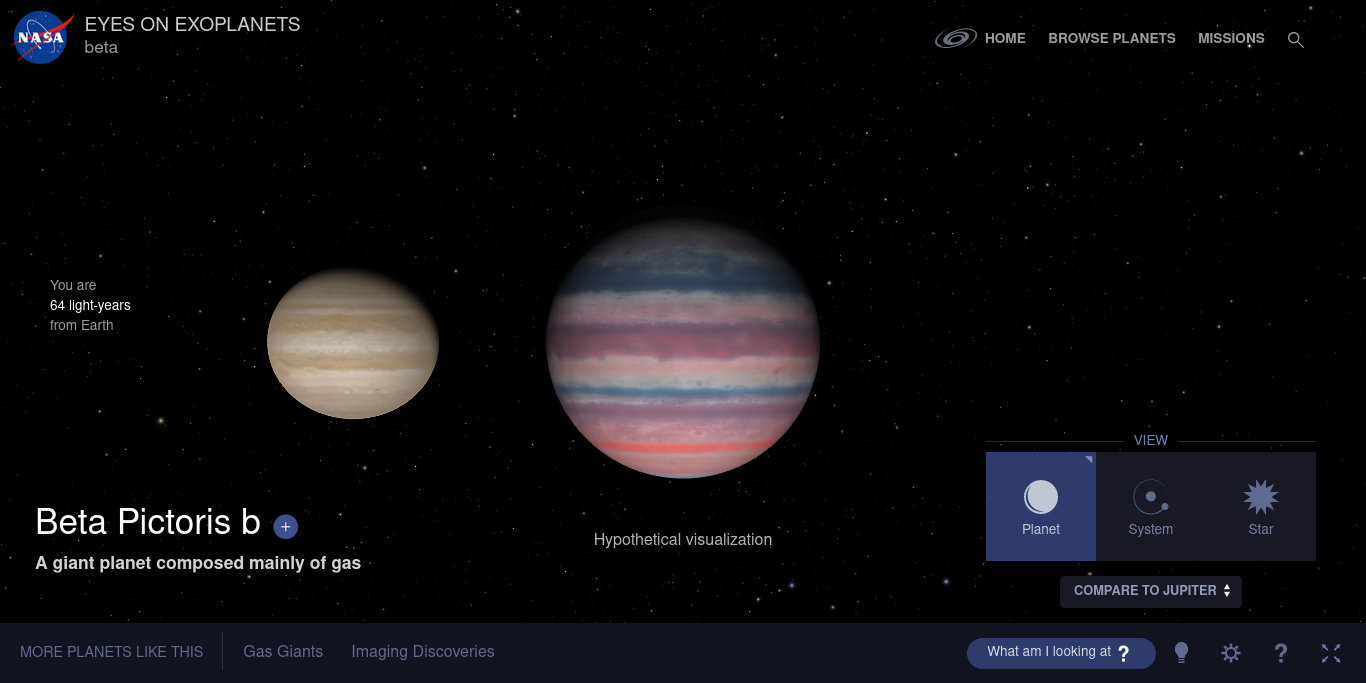 NASA
EYES ON EXOPLANETS
beta
HOME
BROWSE PLANETS
MISSIONS
You are
64 light-years
from Earth
Beta Pictoris b +
A giant planet composed mainly of gas
Hypothetical visualization
VIEW
Planet
System
Star
COMPARE TO JUPITER
MORE PLANETS LIKE THIS
Gas Giants
Imaging Discoveries
What am I looking at ?
?